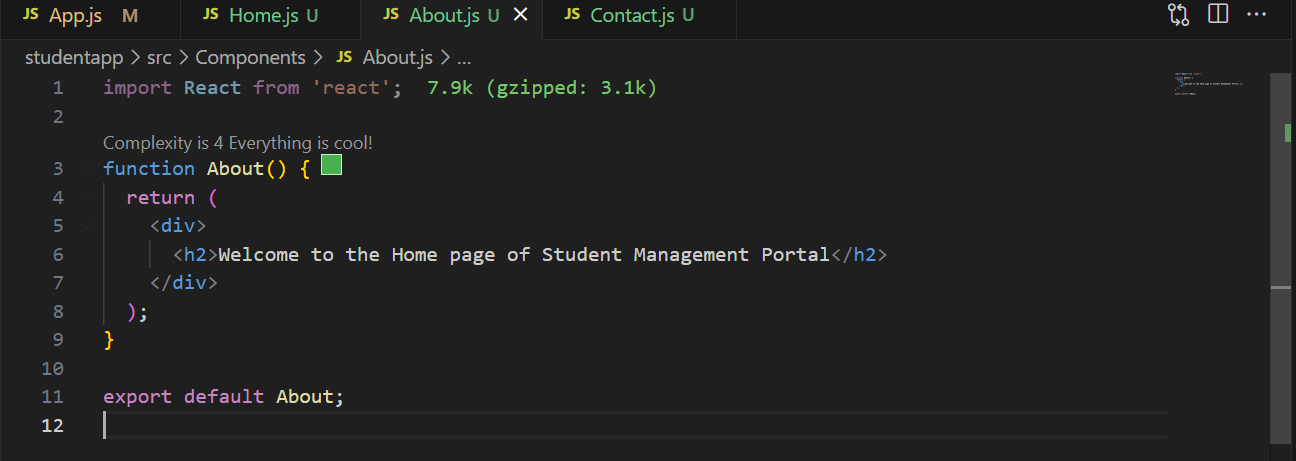 JS App.js M JS Home.js U JS About.js U JS Contact.js U
studentapp > src > Components > JS About.js > ...
1 import React from 'react'; 7.9k (gzipped: 3.1k)
2
Complexity is 4 Everything is cool!
3 function About() {
4 return (
5 <div>
6 <h2>Welcome to the Home page of Student Management Portal</h2>
7 </div>
8 );
9 }
10
11 export default About;
12